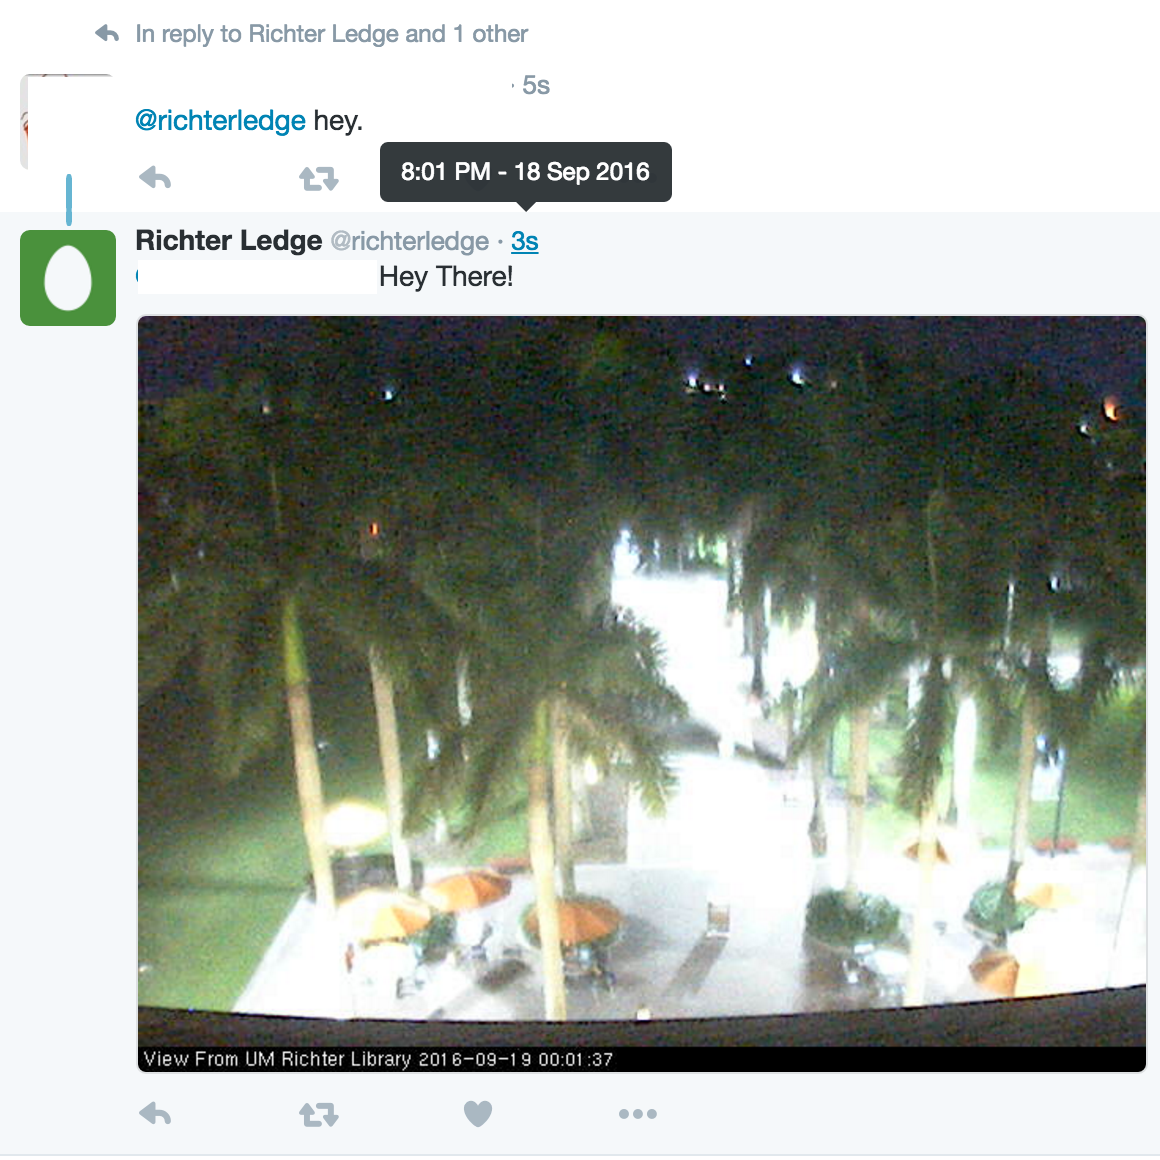 In reply to Richter Ledge and 1 other
· 5s
@richterledge hey.
8:01 PM - 18 Sep 2016
Richter Ledge @richterledge · 3s
Hey There!
View From UM Richter Library 2016-09-19 00:01:37